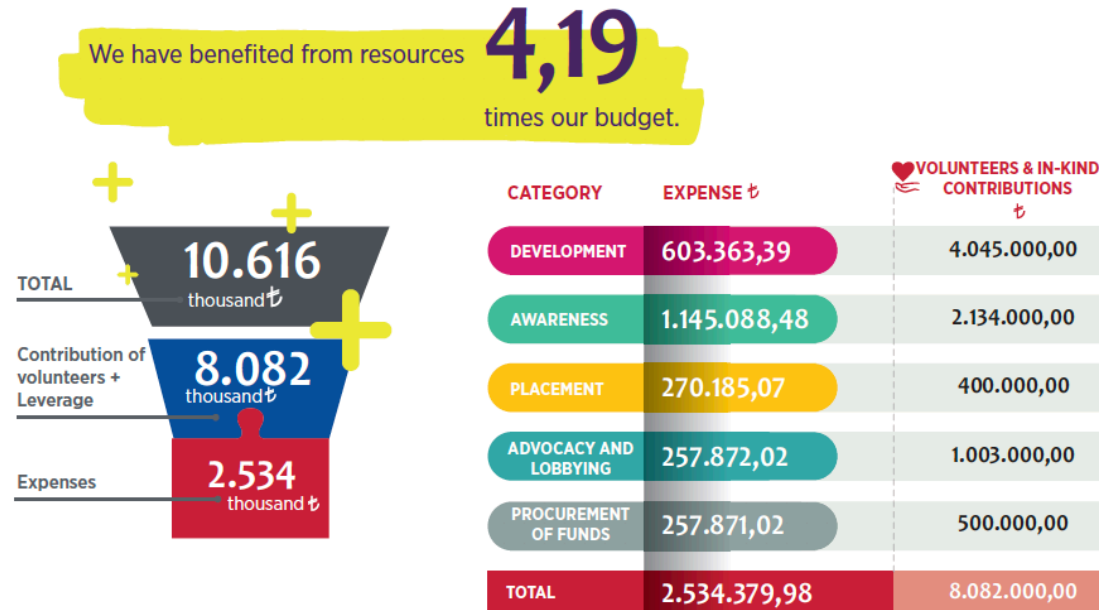 We have benefited from resources 4,19
times our budget.
10.616
thousand ₺
TOTAL
Contribution of
volunteers +
Leverage
8.082
thousand ₺
Expenses
2.534
thousand ₺
CATEGORY EXPENSE ₺ VOLUNTEERS & IN-KIND
CONTRIBUTIONS
₺
DEVELOPMENT 603.363,39 4.045.000,00
AWARENESS 1.145.088,48 2.134.000,00
PLACEMENT 270.185,07 400.000,00
ADVOCACY AND
LOBBYING 257.872,02 1.003.000,00
PROCUREMENT
OF FUNDS 257.871,02 500.000,00
TOTAL 2.534.379,98 8.082.000,00